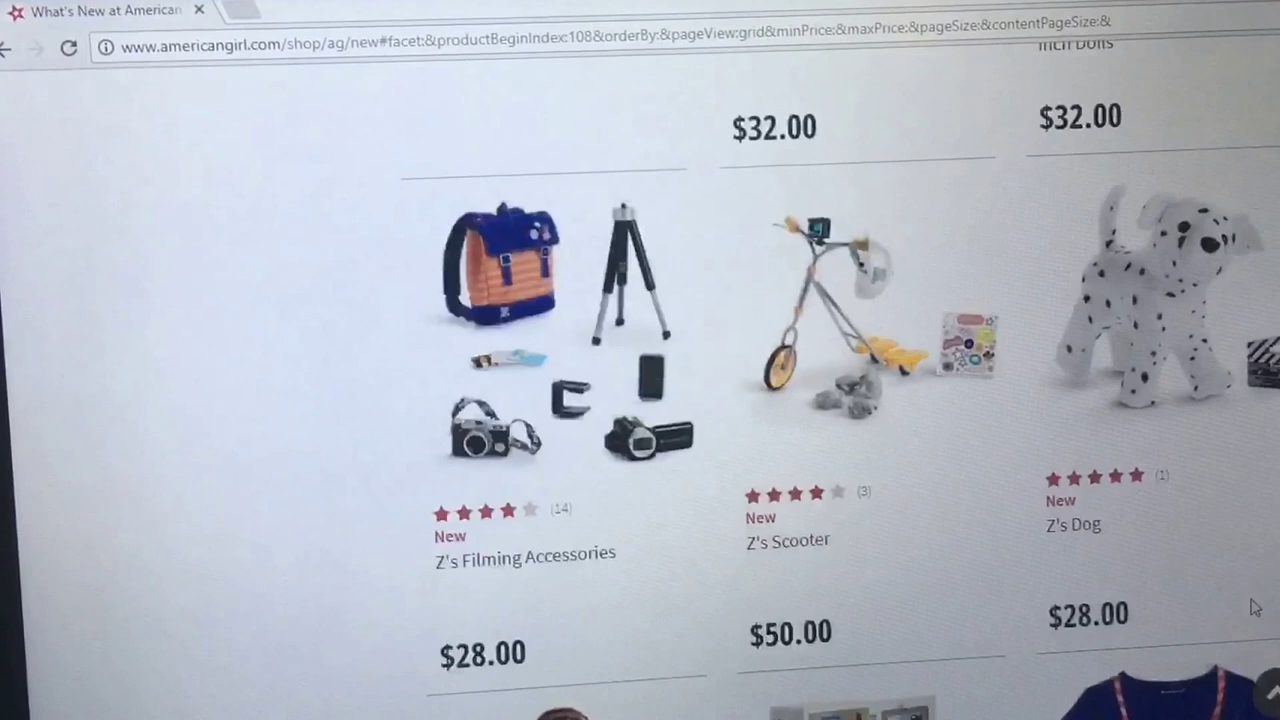 What's New at American
www.americangirl.com/shop/ag/new#facet:&productBeginIndex:108&orderBy:&pageView:grid&minPrice:&maxPrice:&pageSize:&contentPageSize:&
Inch Dolls
$32.00
$32.00
(14)
New
Z's Filming Accessories
$28.00
(3)
New
Z's Scooter
$50.00
(1)
New
Z's Dog
$28.00